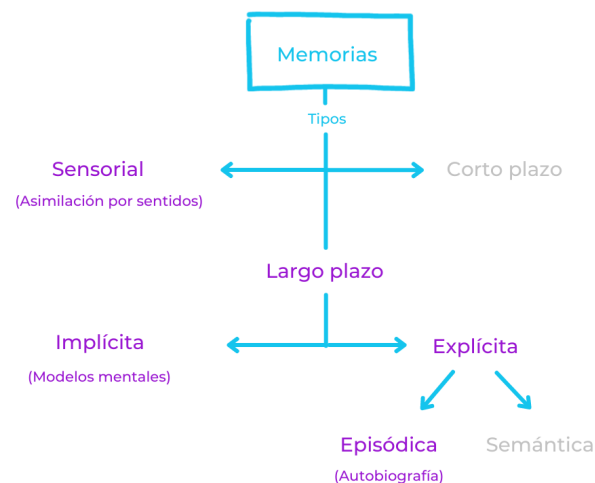 Memorias
Tipos
Sensorial
(Asimilación por sentidos)
Corto plazo
Largo plazo
Implícita
(Modelos mentales)
Explícita
Episódica
(Autobiografía)
Semántica